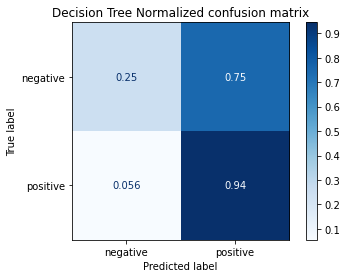 Decision Tree Normalized confusion matrix
True label
negative
0.25
0.75
positive
0.056
0.94
negative
positive
Predicted label
0.9
0.8
0.7
0.6
0.5
0.4
0.3
0.2
0.1